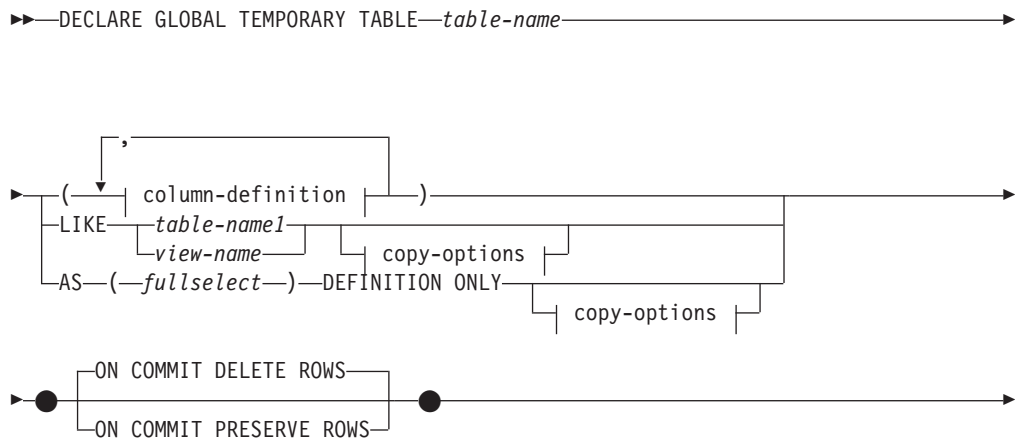 DECLARE GLOBAL TEMPORARY TABLE table-name
,
( column-definition )
LIKE table-name1
view-name copy-options
AS ( fullselect ) DEFINITION ONLY
copy-options
ON COMMIT DELETE ROWS
ON COMMIT PRESERVE ROWS